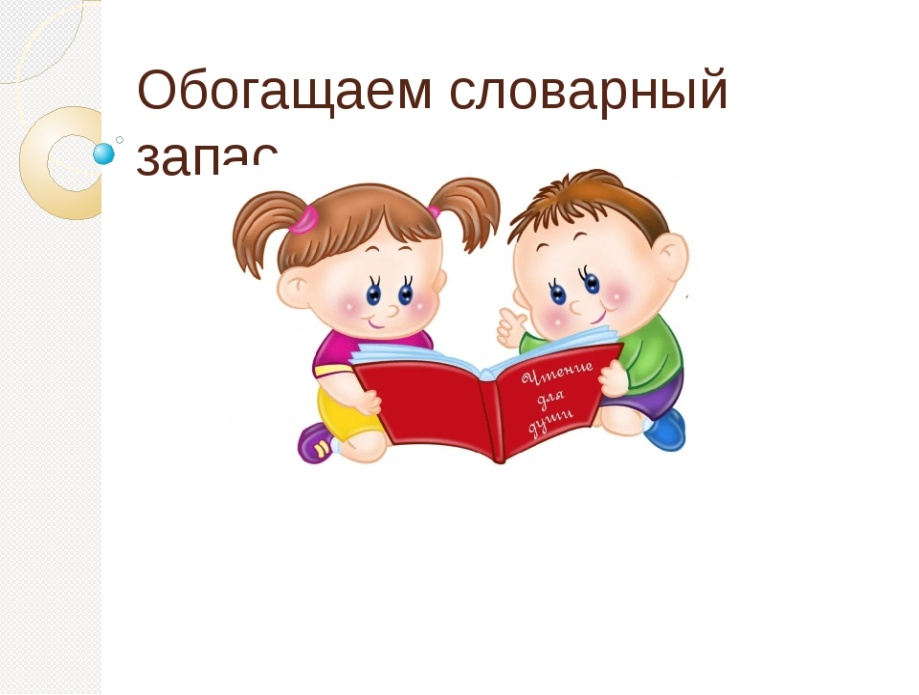 Обогащаем словарный
запас
Чтение
для
души